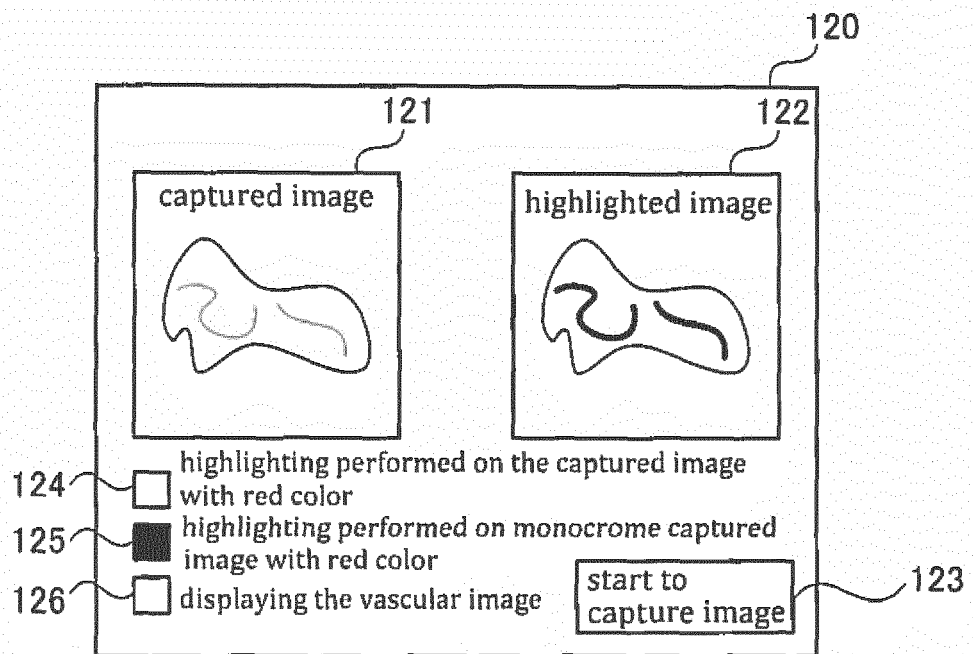 120
121
122
captured image
highlighted image
124
highlighting performed on the captured image
with red color
125
highlighting performed on monocrome captured
image with red color
126
displaying the vascular image
start to
capture image
123